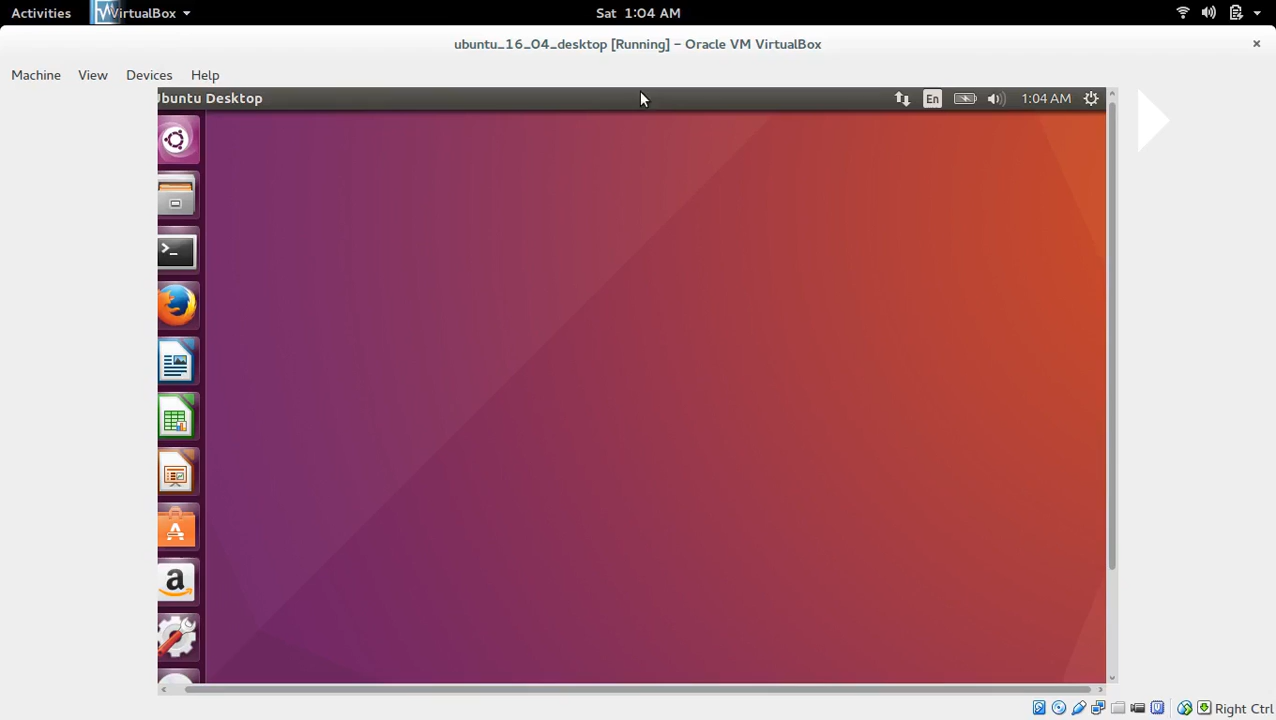 Activities VirtualBox Sat 1:04 AM
ubuntu_16_04_desktop [Running] – Oracle VM VirtualBox
Machine View Devices Help
Ubuntu Desktop En 1:04 AM
Right Ctrl